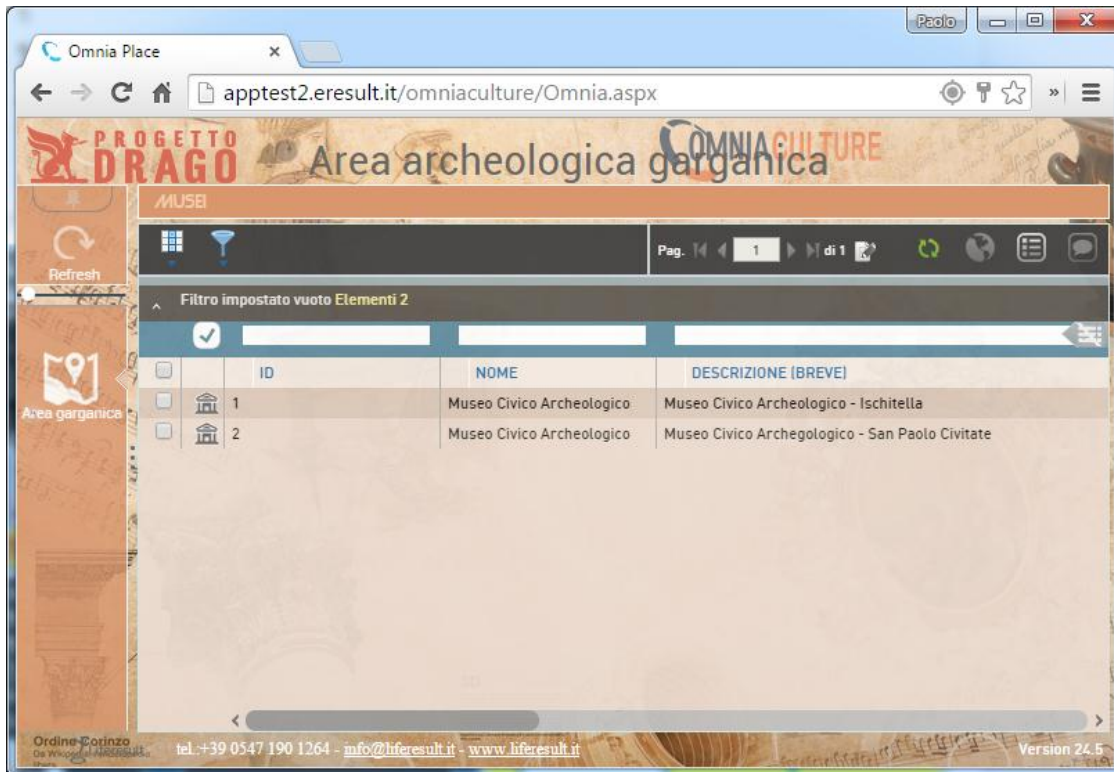 Paolo
Omnia Place
apptest2.eresult.it/omniaculture/Omnia.aspx
PROGETTO
DRAGO
Area archeologica garganica
OMNIACULTURE
MUSEI
Refresh
Pag. 1 di 1
Filtro impostato vuoto Elementi 2
ID NOME DESCRIZIONE (BREVE)
1 Museo Civico Archeologico Museo Civico Archeologico - Ischitella
2 Museo Civico Archeologico Museo Civico Archegologico - San Paolo Civitate
Area garganica
Ordine Corinzo
tel.:+39 0547 190 1264 - info@liferesult.it - www.liferesult.it
Version 24.5